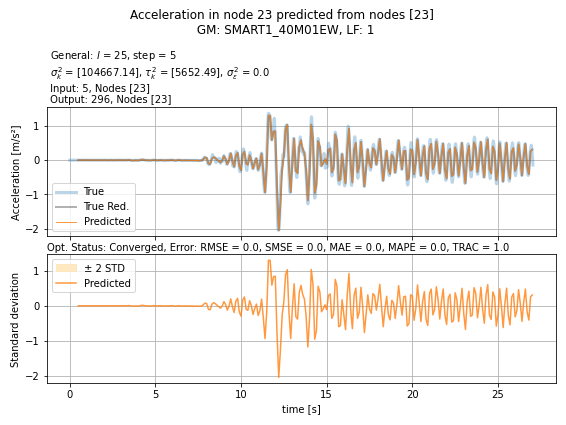 Acceleration in node 23 predicted from nodes [23]
GM: SMART1_40M01EW, LF: 1
General: l = 25, step = 5
σ²ₖ = [104667.14], τ²ₖ = [5652.49], σ²ε = 0.0
Input: 5, Nodes [23]
Output: 296, Nodes [23]
Acceleration [m/s²]
1
0
−1
−2
True
True Red.
Predicted
Opt. Status: Converged, Error: RMSE = 0.0, SMSE = 0.0, MAE = 0.0, MAPE = 0.0, TRAC = 1.0
Standard deviation
1
0
−1
−2
± 2 STD
Predicted
0 5 10 15 20 25
time [s]